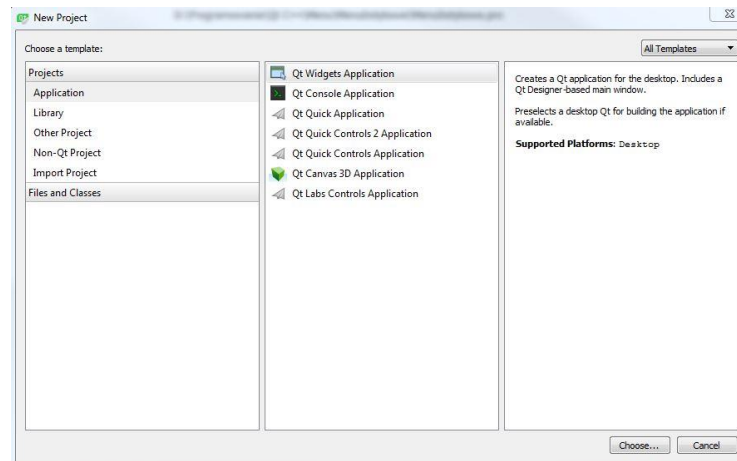 New Project
Choose a template:
All Templates
Projects
Application
Library
Other Project
Non-Qt Project
Import Project
Files and Classes
Qt Widgets Application
Qt Console Application
Qt Quick Application
Qt Quick Controls 2 Application
Qt Quick Controls Application
Qt Canvas 3D Application
Qt Labs Controls Application
Creates a Qt application for the desktop. Includes a
Qt Designer-based main window.
Preselects a desktop Qt for building the application if
available.
Supported Platforms: Desktop
Choose...
Cancel